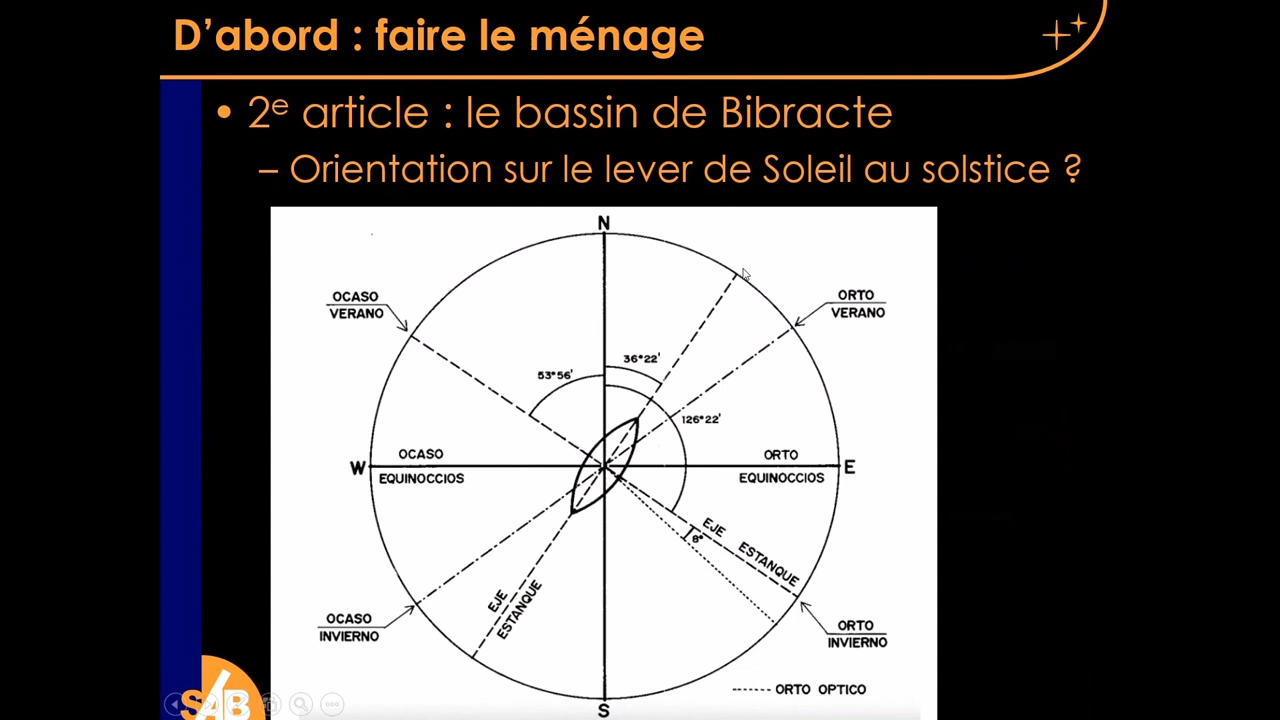 D’abord : faire le ménage
• 2e article : le bassin de Bibracte
– Orientation sur le lever de Soleil au solstice ?
N
OCASO
VERANO
ORTO
VERANO
36°22'
53°56'
126°22'
W
OCASO
EQUINOCCIOS
ORTO
EQUINOCCIOS
E
EJE ESTANQUE
8°
EJE
ESTANQUE
OCASO
INVIERNO
ORTO
INVIERNO
ORTO OPTICO
S
SAB